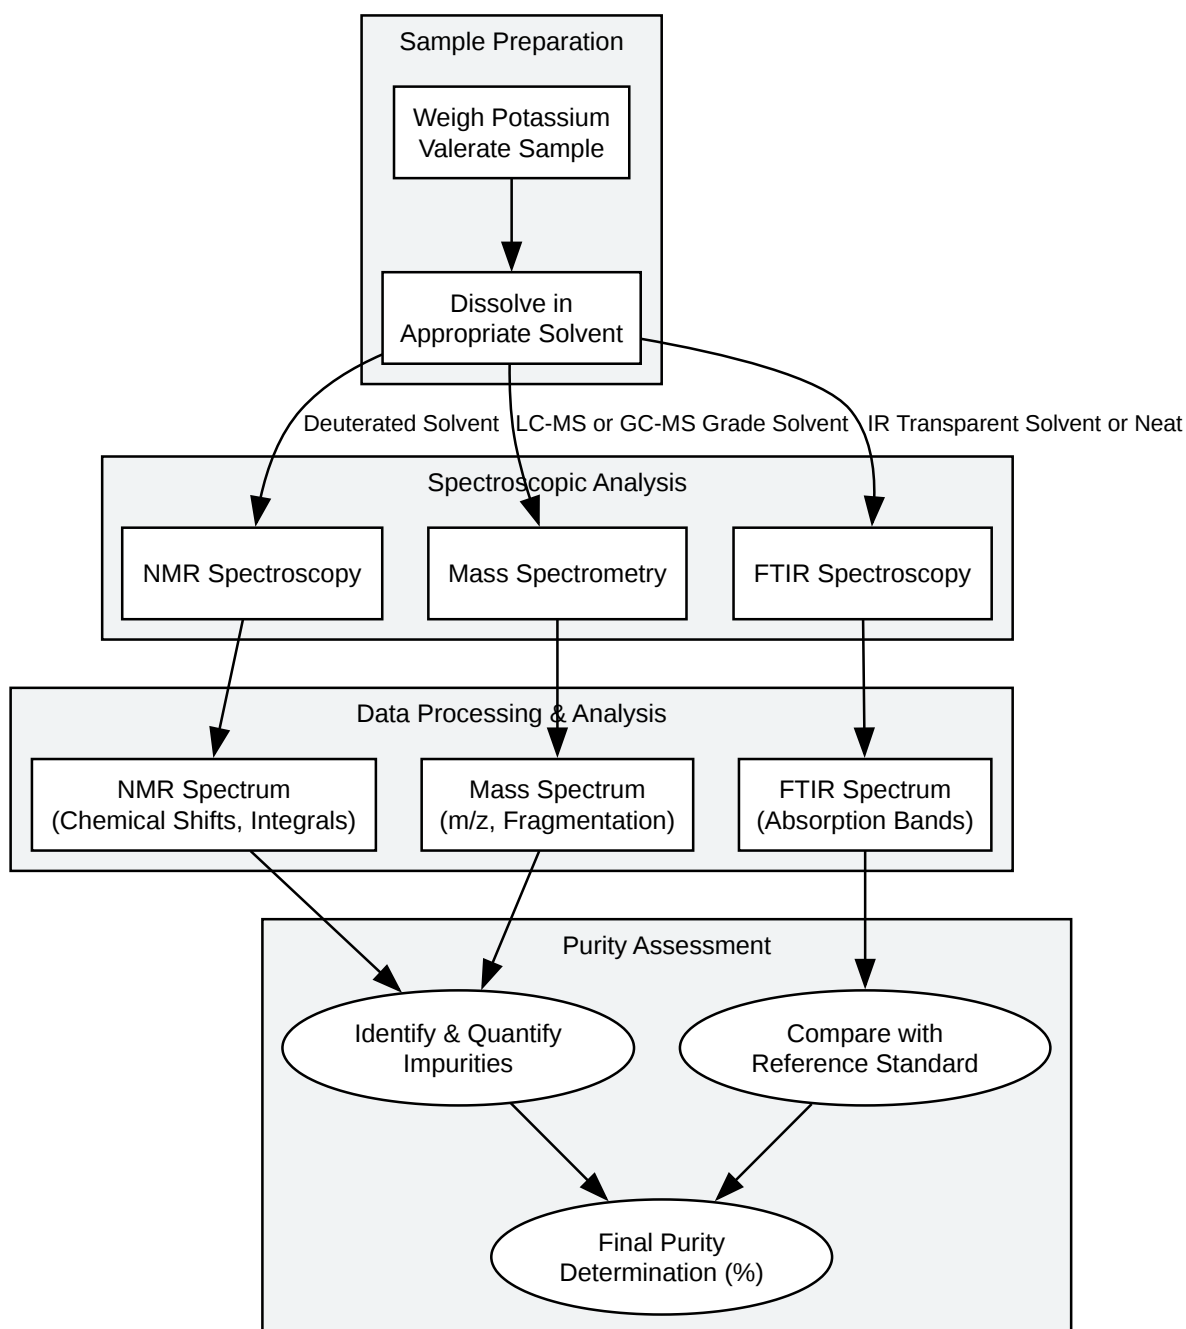 Sample Preparation
Weigh Potassium
Valerate Sample
Dissolve in
Appropriate Solvent
Deuterated Solvent
LC-MS or GC-MS Grade Solvent
IR Transparent Solvent or Neat
Spectroscopic Analysis
NMR Spectroscopy
Mass Spectrometry
FTIR Spectroscopy
Data Processing & Analysis
NMR Spectrum
(Chemical Shifts, Integrals)
Mass Spectrum
(m/z, Fragmentation)
FTIR Spectrum
(Absorption Bands)
Purity Assessment
Identify & Quantify
Impurities
Compare with
Reference Standard
Final Purity
Determination (%)